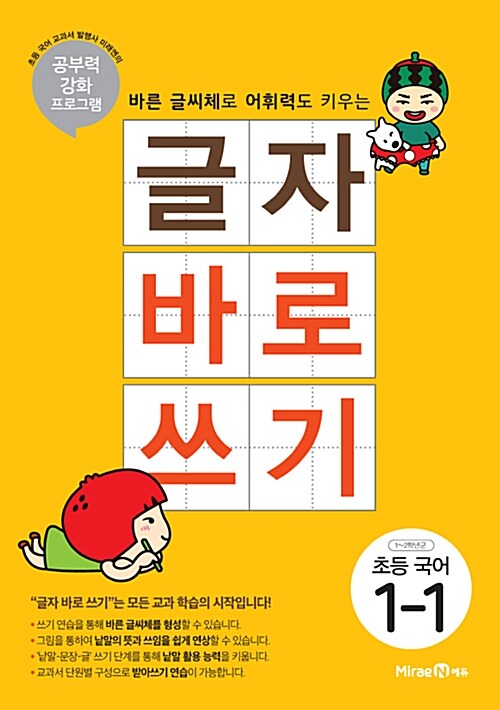 초등 국어 교과서 발행사 미래엔의
공부력
강화
프로그램
바른 글씨체로 어휘력도 키우는
글자
바로
쓰기
1~2학년군
초등 국어
1-1
“글자 바로 쓰기”는 모든 교과 학습의 시작입니다!
• 쓰기 연습을 통해 바른 글씨체를 형성할 수 있습니다.
• 그림을 통하여 낱말의 뜻과 쓰임을 쉽게 연상할 수 있습니다.
• '낱말-문장-글' 쓰기 단계를 통해 낱말 활용 능력을 키웁니다.
• 교과서 단원별 구성으로 받아쓰기 연습이 가능합니다.
Mirae N 에듀